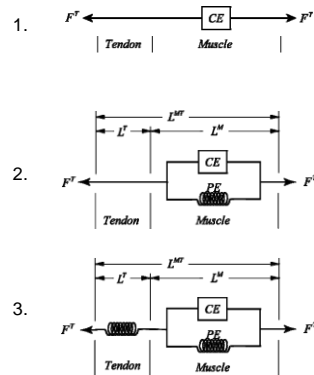 1.
F^T CE F^T
Tendon Muscle
L^MT
L^T L^M
2.
CE
F^T PE F^T
Tendon Muscle
L^MT
L^T L^M
3.
CE
F^T PE F^T
Tendon Muscle